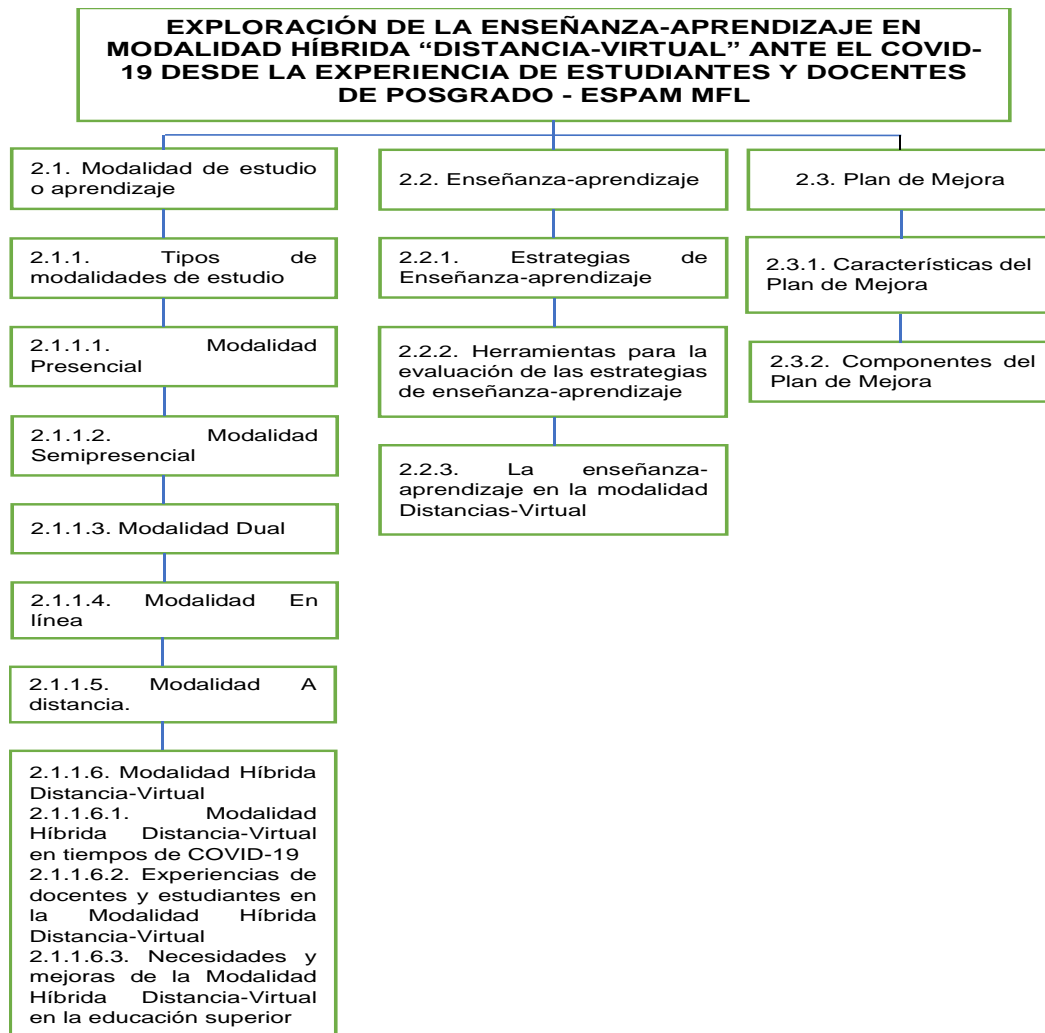 EXPLORACIÓN DE LA ENSEÑANZA-APRENDIZAJE EN
MODALIDAD HÍBRIDA “DISTANCIA-VIRTUAL” ANTE EL COVID-
19 DESDE LA EXPERIENCIA DE ESTUDIANTES Y DOCENTES
DE POSGRADO - ESPAM MFL
2.1. Modalidad de estudio
o aprendizaje
2.1.1. Tipos de
modalidades de estudio
2.1.1.1. Modalidad
Presencial
2.1.1.2. Modalidad
Semipresencial
2.1.1.3. Modalidad Dual
2.1.1.4. Modalidad En
línea
2.1.1.5. Modalidad A
distancia.
2.1.1.6. Modalidad Híbrida
Distancia-Virtual
2.1.1.6.1. Modalidad
Híbrida Distancia-Virtual
en tiempos de COVID-19
2.1.1.6.2. Experiencias de
docentes y estudiantes en
la Modalidad Híbrida
Distancia-Virtual
2.1.1.6.3. Necesidades y
mejoras de la Modalidad
Híbrida Distancia-Virtual
en la educación superior
2.2. Enseñanza-aprendizaje
2.2.1. Estrategias de
Enseñanza-aprendizaje
2.2.2. Herramientas para la
evaluación de las estrategias
de enseñanza-aprendizaje
2.2.3. La enseñanza-
aprendizaje en la modalidad
Distancias-Virtual
2.3. Plan de Mejora
2.3.1. Características del
Plan de Mejora
2.3.2. Componentes del
Plan de Mejora